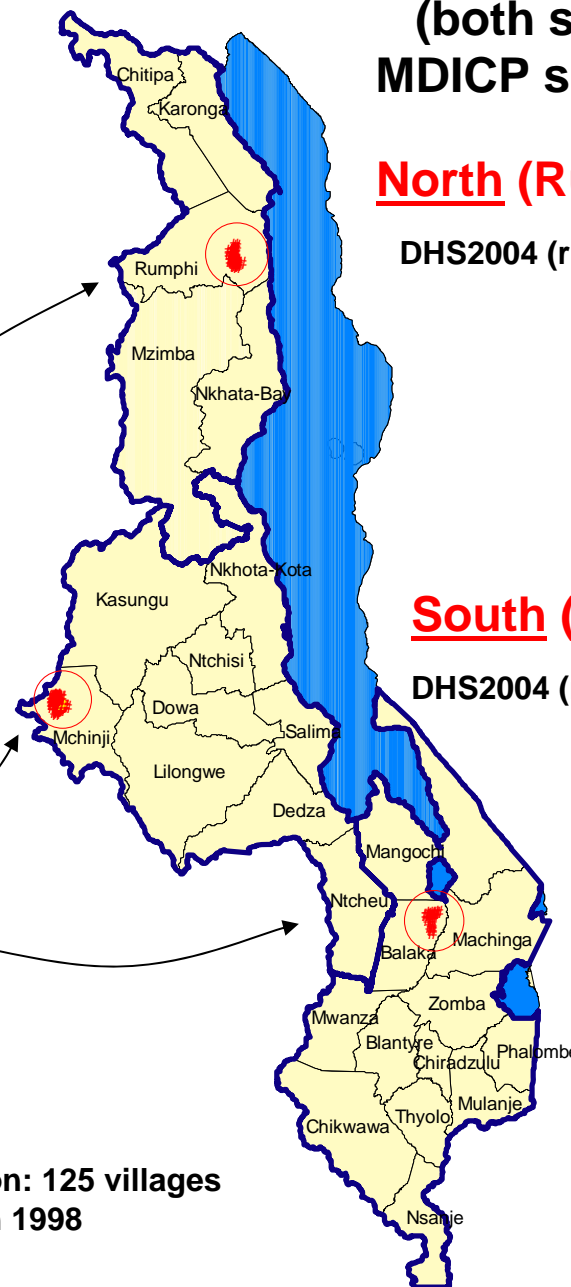 (both s
MDICP s
Chitipa
Karonga
North (R
DHS2004 (r
Rumphi
Mzimba
Nkhata-Bay
Nkhota-Kota
Kasungu
South (
Ntchisi
DHS2004 (
Dowa
Salima
Mchinji
Lilongwe
Dedza
Mangochi
Ntcheu
Balaka
Machinga
Zomba
Mwanza
Blantyre
Phalombe
Chiradzulu
Mulanje
Thyolo
Chikwawa
on: 125 villages
n 1998
Nsanje